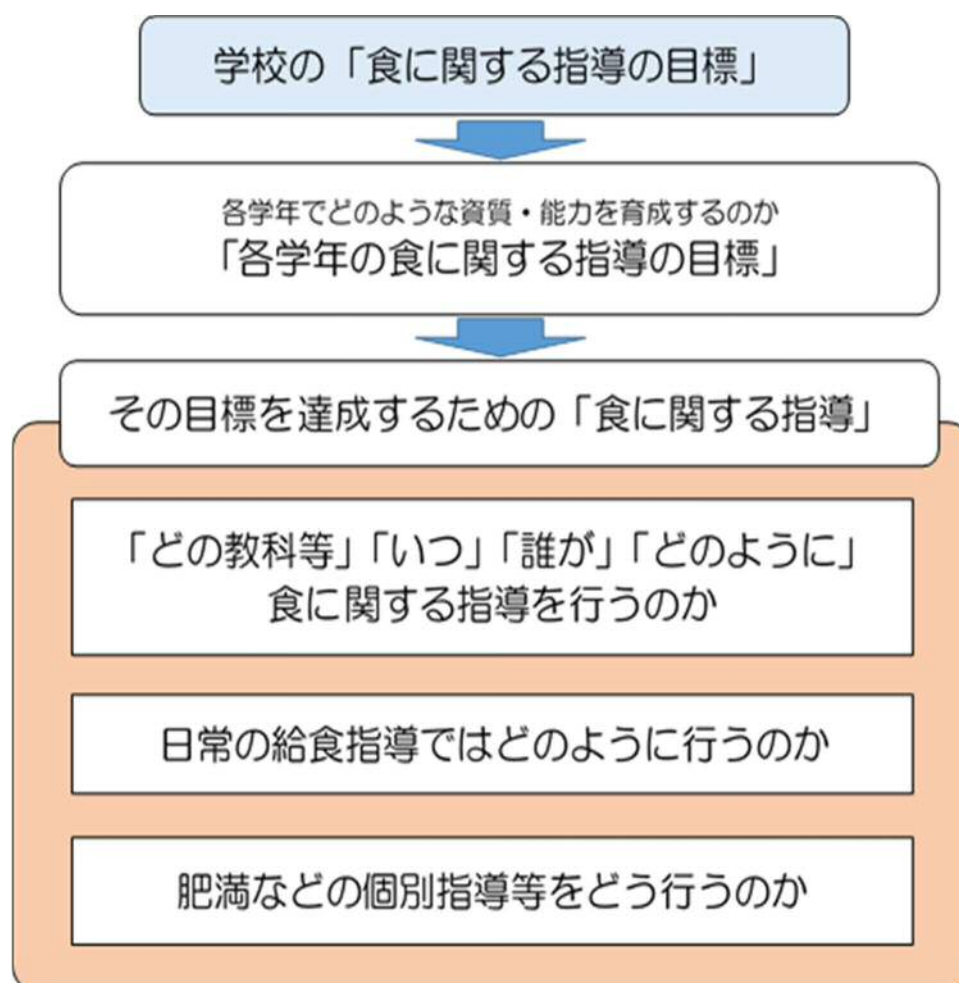 学校の「食に関する指導の目標」
各学年でどのような資質・能力を育成するのか
「各学年の食に関する指導の目標」
その目標を達成するための「食に関する指導」
「どの教科等」「いつ」「誰が」「どのように」
食に関する指導を行うのか
日常の給食指導ではどのように行うのか
肥満などの個別指導等をどう行うのか